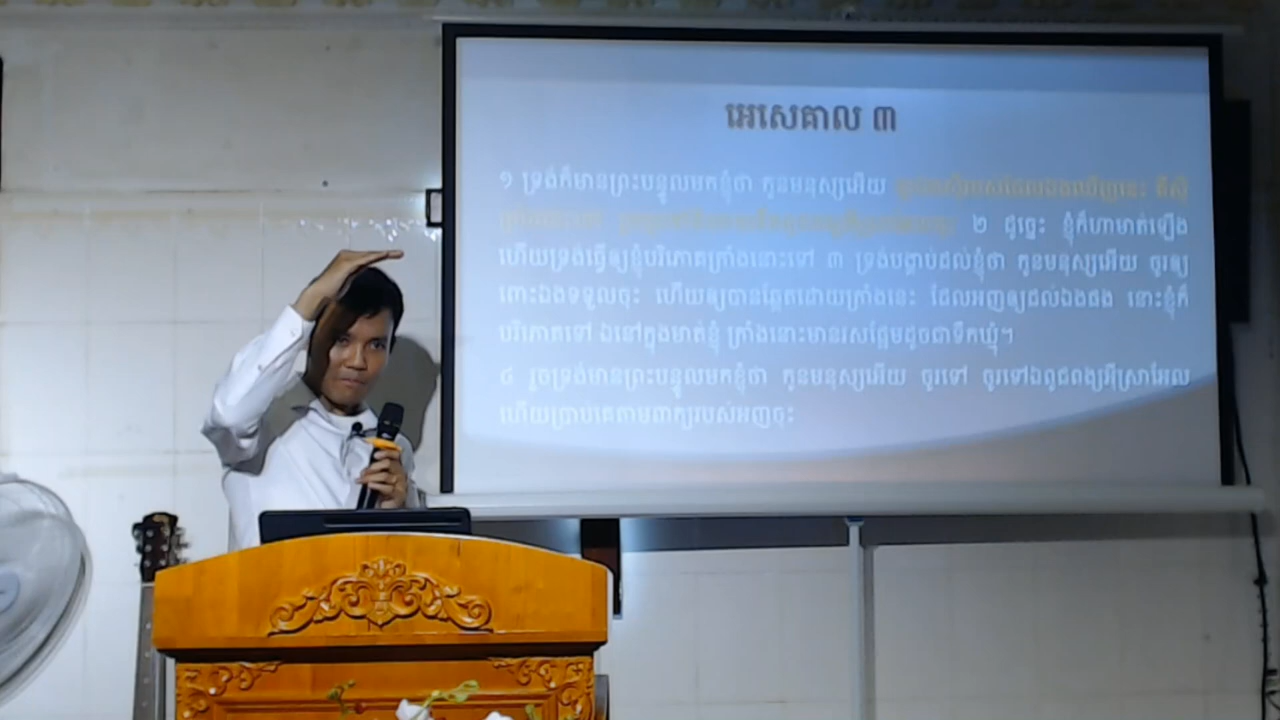 អេសេគាល ៣
១ ទ្រង់ក៏មានព្រះបន្ទូលមកខ្ញុំថា កូនមនុស្សអើយ
២ ដូច្នេះ ខ្ញុំក៏ហាមាត់ឡើង
ហើយទ្រង់ធ្វើឲ្យខ្ញុំបរិភោគក្រាំងនោះទៅ ៣ ទ្រង់បង្គាប់ដល់ខ្ញុំថា កូនមនុស្សអើយ ចូរឲ្យ
ពោះឯងទទួលចុះ ហើយឲ្យបានឆ្អែតដោយក្រាំងនេះ ដែលអញឲ្យដល់ឯងផង នោះខ្ញុំក៏
បរិភោគទៅ ឯនៅក្នុងមាត់ខ្ញុំ ក្រាំងនោះមានរសផ្អែមដូចជាទឹកឃ្មុំ។
៤ រួចទ្រង់មានព្រះបន្ទូលមកខ្ញុំថា កូនមនុស្សអើយ ចូរទៅ ចូរទៅឯពូជពង្សអ៊ីស្រាអែល
ហើយប្រាប់គេតាមពាក្យរបស់អញចុះ